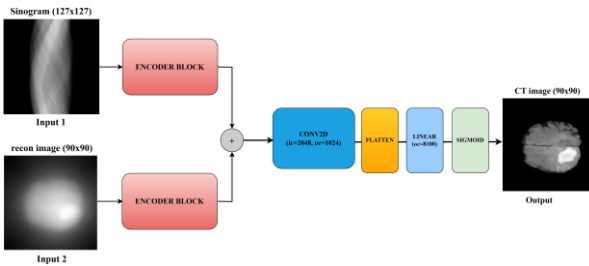 Sinogram (127x127)
ENCODER BLOCK
Input 1
recon image (90x90)
ENCODER BLOCK
Input 2
+
CONV2D
(ic=2048, oc=1024)
FLATTEN
LINEAR
(oc=8100)
SIGMOID
CT image (90x90)
Output